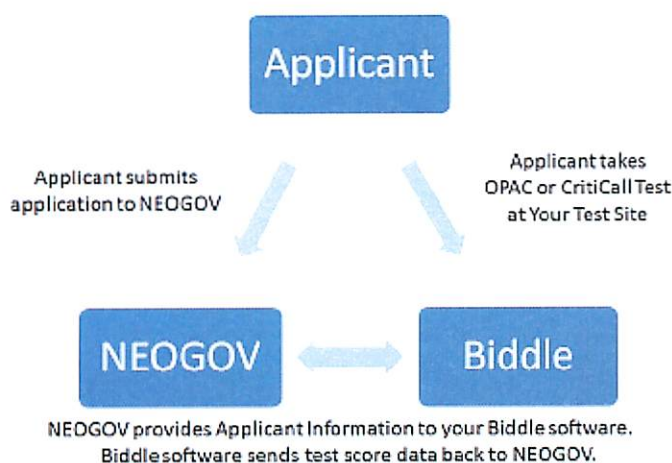 Applicant
Applicant submits
application to NEOGOV
Applicant takes
OPAC or CritiCall Test
at Your Test Site
NEOGOV
Biddle
NEOGOV provides Applicant Information to your Biddle software.
Biddle software sends test score data back to NEOGOV.